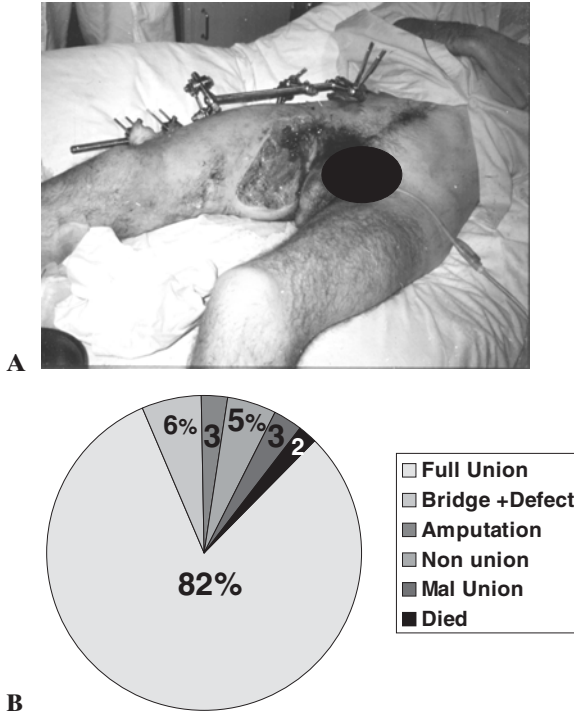 A
6%
3
5%
3
2
82%
Full Union
Bridge +Defect
Amputation
Non union
Mal Union
Died
B